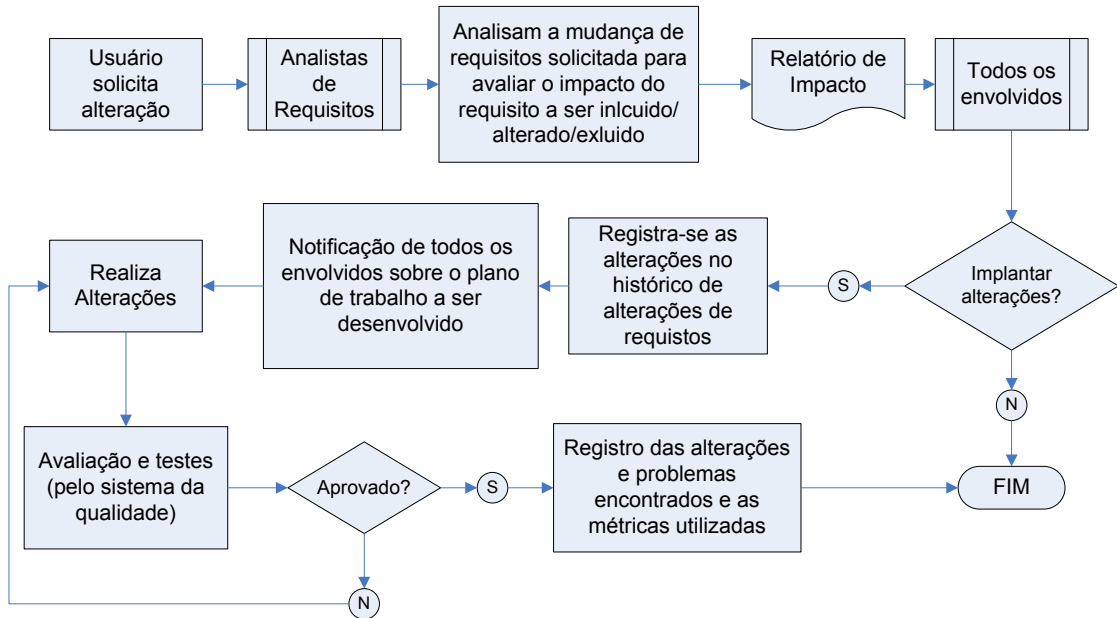 Usuário
solicita
alteração
Analistas
de
Requisitos
Analisam a mudança de
requisitos solicitada para
avaliar o impacto do
requisito a ser inlcuido/
alterado/exluido
Relatório de
Impacto
Todos os
envolvidos
Implantar
alterações?
S
Registra-se as
alterações no
histórico de
alterações de
requistos
Notificação de todos os
envolvidos sobre o plano
de trabalho a ser
desenvolvido
Realiza
Alterações
N
Avaliação e testes
(pelo sistema da
qualidade)
Aprovado?
S
Registro das alterações
e problemas
encontrados e as
métricas utilizadas
FIM
N